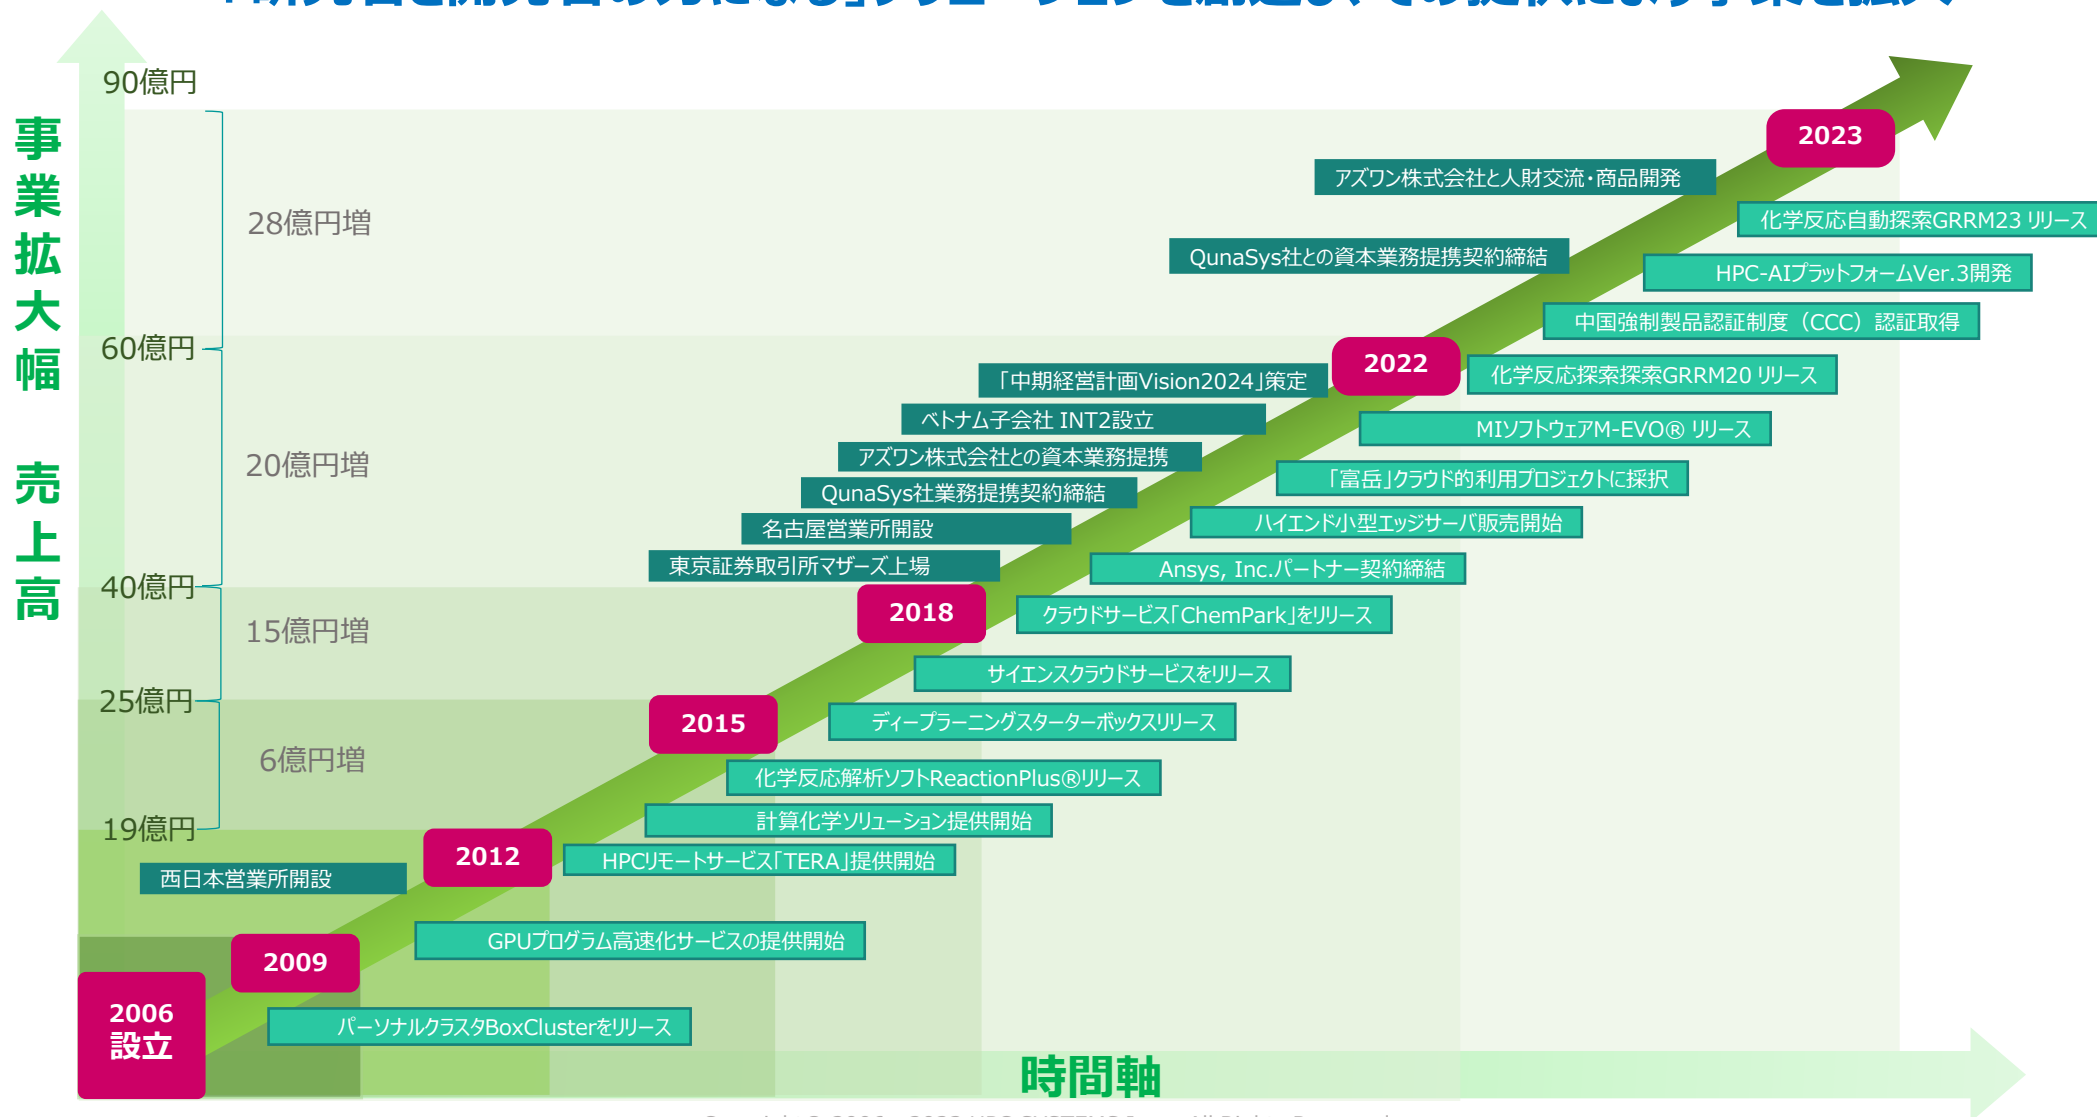 90億円
事業拡大幅 売上高
28億円増
60億円
20億円増
40億円
15億円増
25億円
6億円増
19億円
2023
アズワン株式会社と人財交流・商品開発
化学反応自動探索GRRM23 リリース
QunaSys社との資本業務提携契約締結
HPC-AIプラットフォームVer.3開発
中国強制製品認証制度（CCC）認証取得
2022
「中期経営計画Vision2024」策定
化学反応探索探索GRRM20 リリース
ベトナム子会社 INT2設立
MIソフトウェアM-EVO® リリース
アズワン株式会社との資本業務提携
「富岳」クラウド的利用プロジェクトに採択
QunaSys社業務提携契約締結
名古屋営業所開設
ハイエンド小型エッジサーバ販売開始
東京証券取引所マザーズ上場
Ansys, Inc.パートナー契約締結
2018
クラウドサービス「ChemPark」をリリース
サイエンスクラウドサービスをリリース
2015
ディープラーニングスターターボックスリリース
化学反応解析ソフトReactionPlus®リリース
計算化学ソリューション提供開始
2012
HPCリモートサービス「TERA」提供開始
西日本営業所開設
GPUプログラム高速化サービスの提供開始
2009
パーソナルクラスタBoxClusterをリリース
2006
設立
時間軸